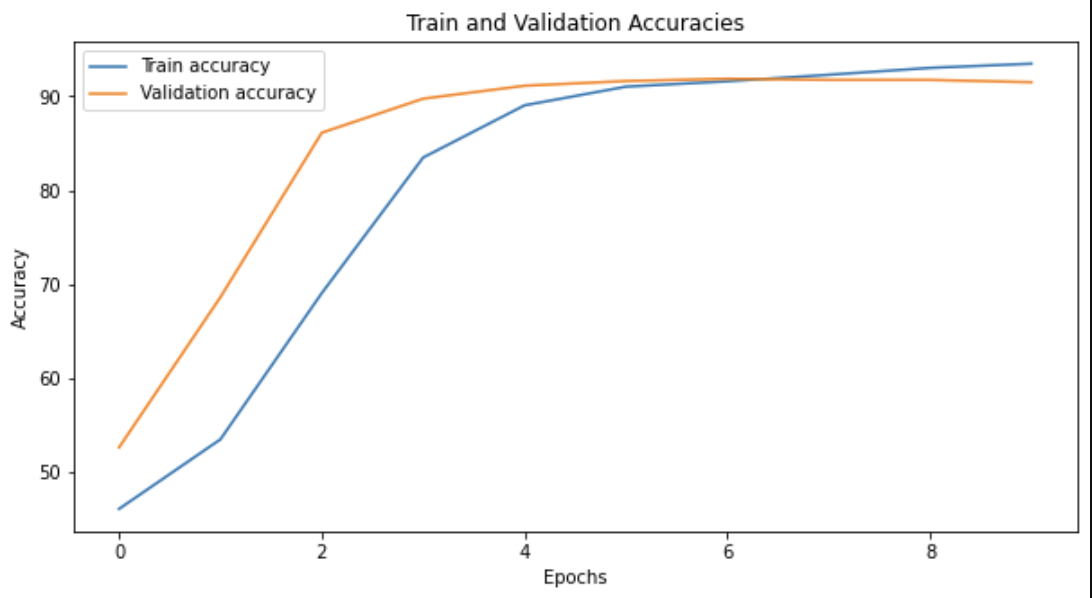 Train and Validation Accuracies
Train accuracy
Validation accuracy
90
80
70
60
50
Accuracy
0 2 4 6 8
Epochs